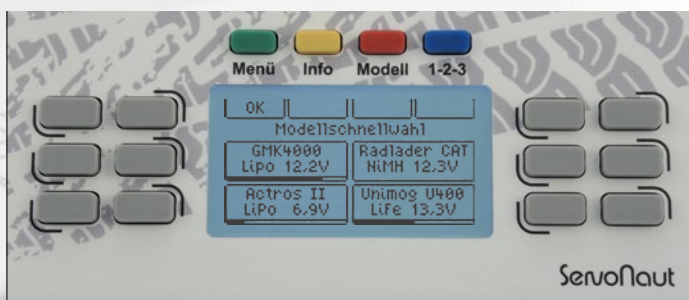 Menü Info Modell 1-2-3
OK
Modellschnellwahl
GMK4000
Lipo 12,2V
Radlader CAT
NiMH 12,3V
Actros II
LiPo 6,9V
Unimog U400
LiFe 13,3V
ServoNaut